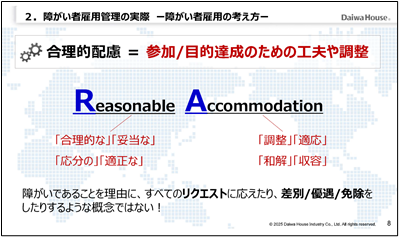 ２．障がい者雇用管理の実際 ー障がい者雇用の考え方ー
Daiwa House®
合理的配慮 ＝ 参加/目的達成のための工夫や調整
Reasonable Accommodation
「合理的な」「妥当な」 「調整」「適応」
「応分の」「適正な」 「和解」「収容」
障がいであることを理由に、すべてのリクエストに応えたり、差別/優遇/免除を
したりするような概念ではない！
© 2025 Daiwa House Industry Co., Ltd. All rights reserved.
8